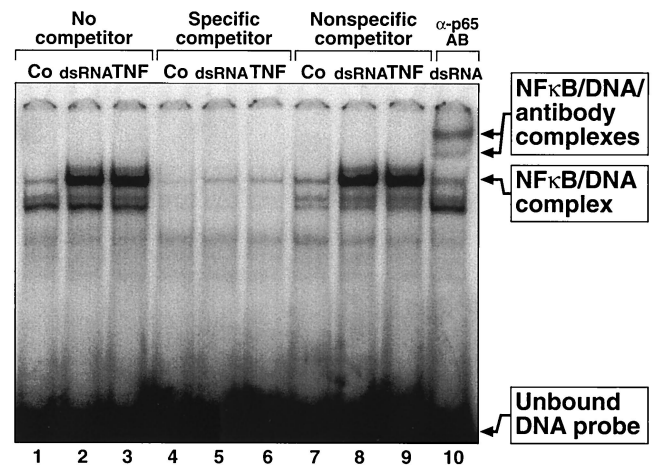 No competitor
Specific competitor
Nonspecific competitor
α-p65 AB
Co dsRNA TNF Co dsRNA TNF Co dsRNA TNF dsRNA
NFκB/DNA/
antibody
complexes
NFκB/DNA
complex
Unbound
DNA probe
1 2 3 4 5 6 7 8 9 10